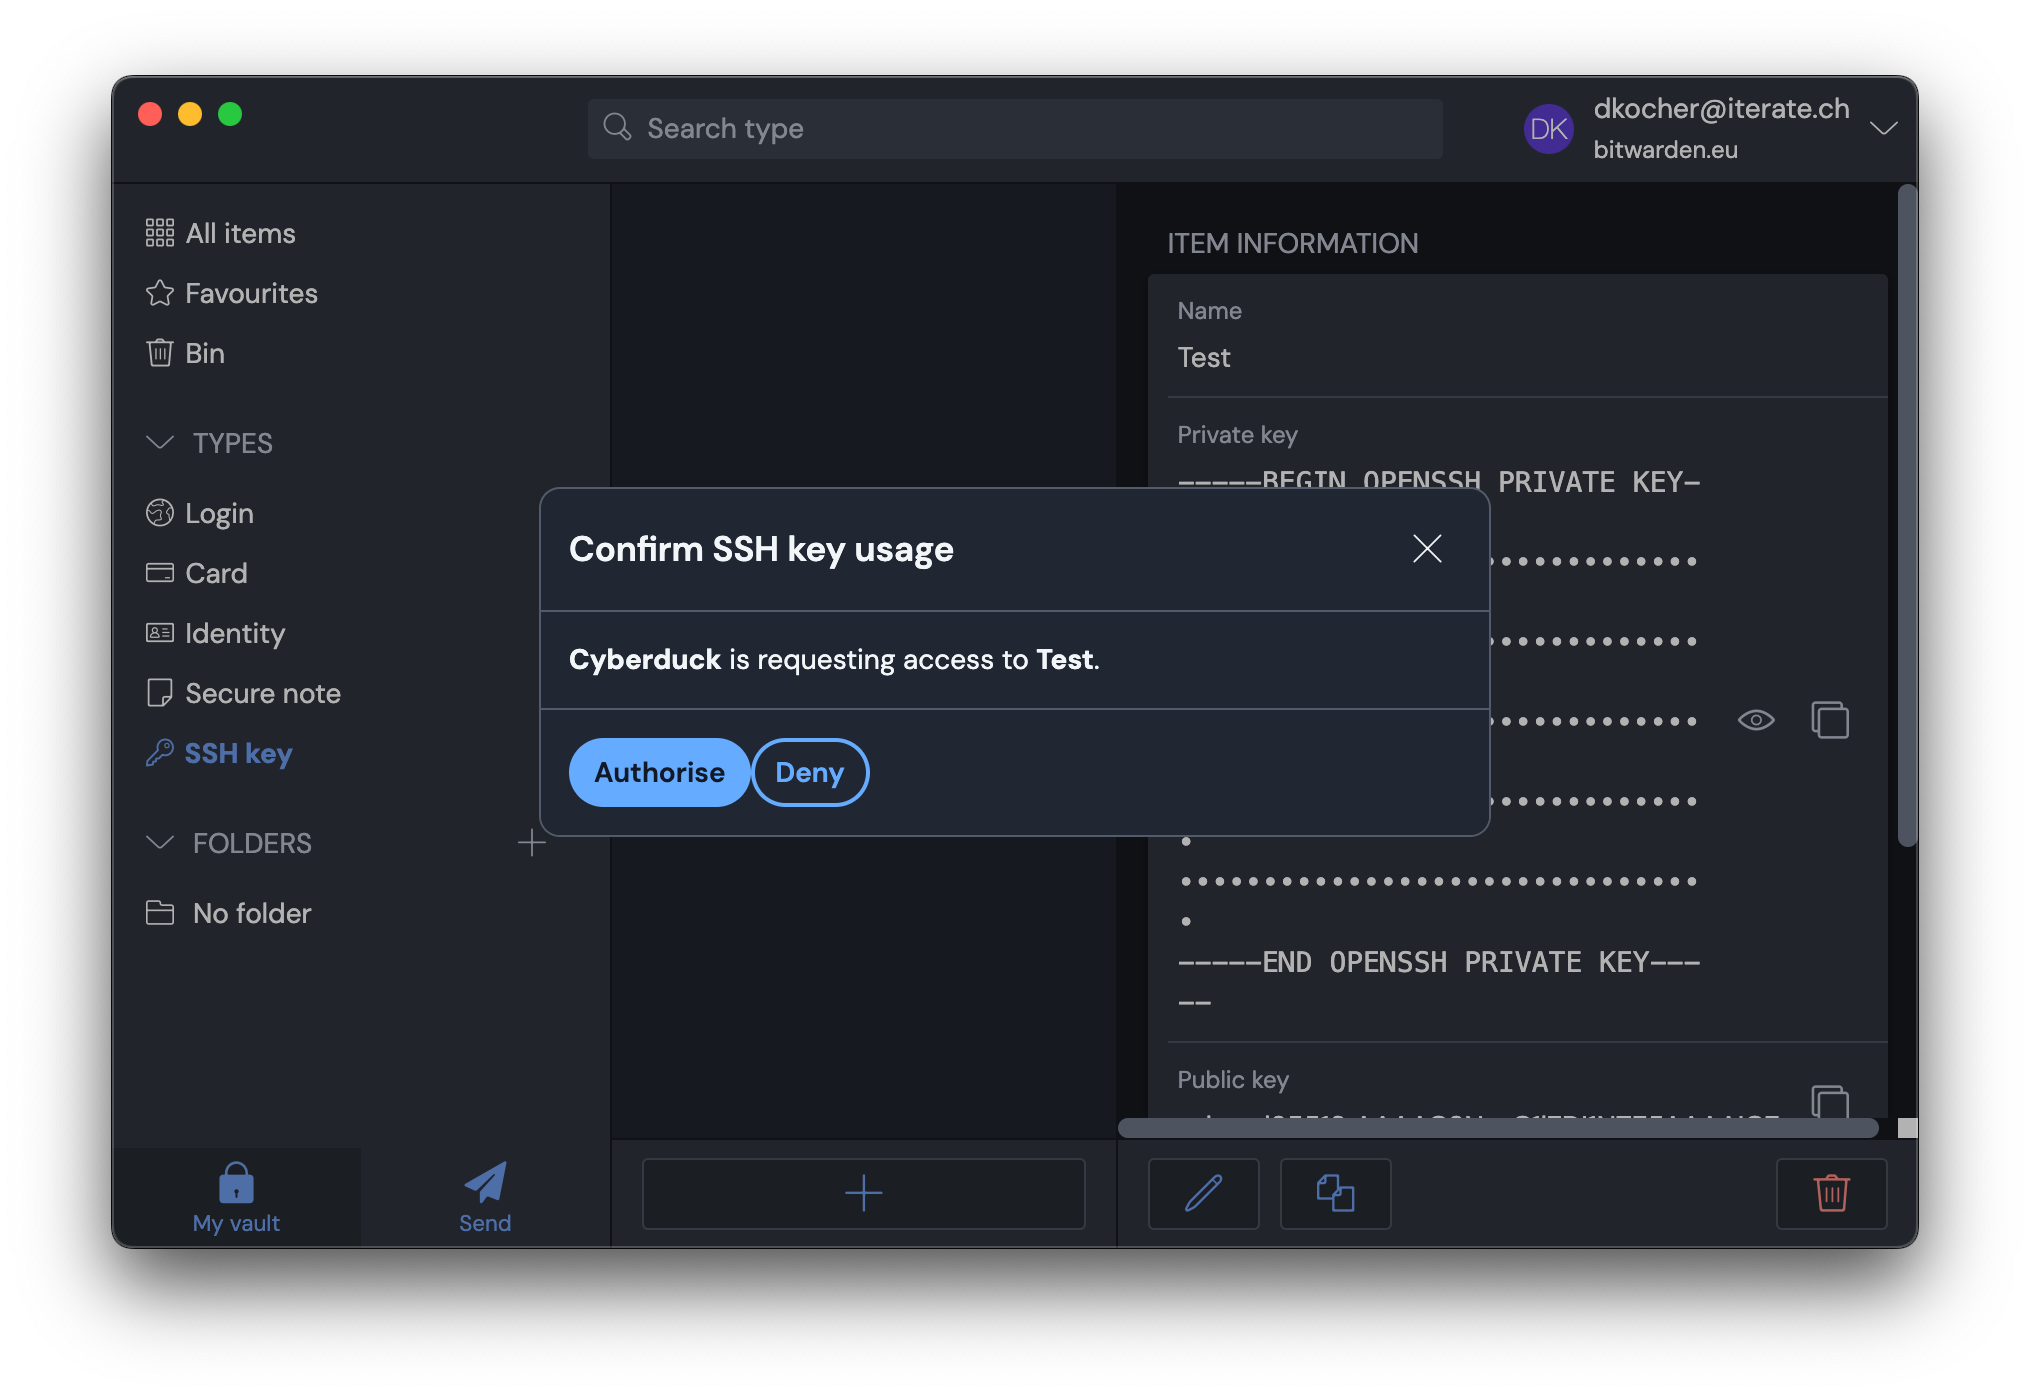 Search type
DK
dkocher@iterate.ch
bitwarden.eu
All items
Favourites
Bin
TYPES
Login
Card
Identity
Secure note
SSH key
FOLDERS
No folder
My vault
Send
ITEM INFORMATION
Name
Test
Private key
-----BEGIN OPENSSH PRIVATE KEY-
Confirm SSH key usage
Cyberduck is requesting access to Test.
Authorise
Deny
-----END OPENSSH PRIVATE KEY---
--
Public key